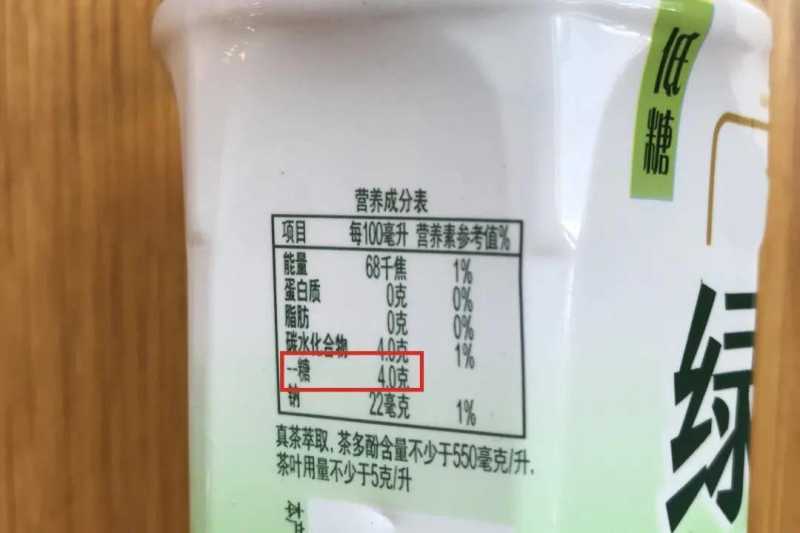 低糖
营养成分表
项目 每100毫升 营养素参考值%
能量 68千焦 1%
蛋白质 0克 0%
脂肪 0克 0%
碳水化合物 4.0克 1%
--糖 4.0克
钠 22毫克 1%
真茶萃取,茶多酚含量不少于550毫克/升,
茶叶用量不少于5克/升
绿